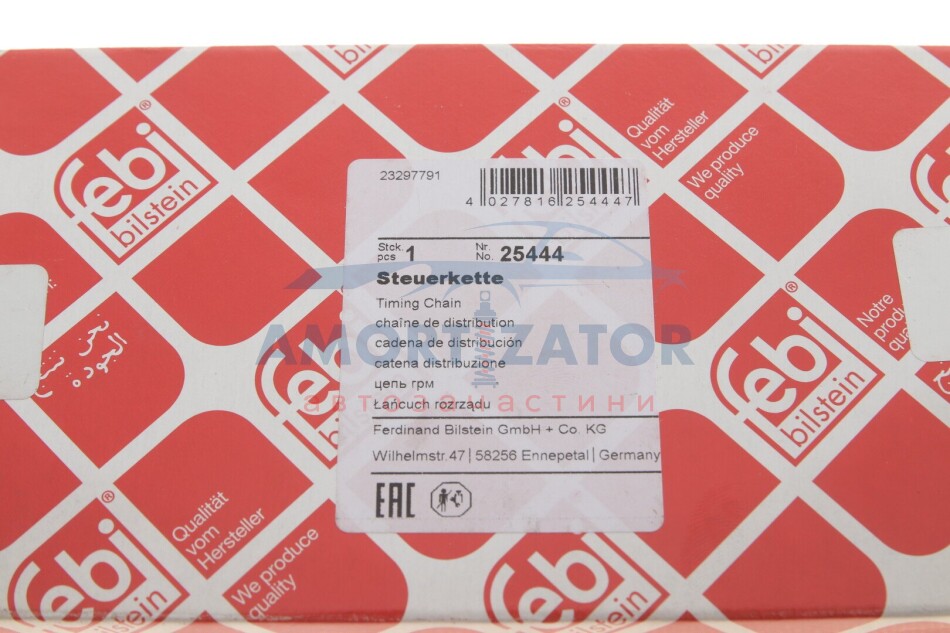 febi
bilstein
®
febi
®
Qualität
vom
Hersteller
We produce
quality
23297791
4 027816 254447
Stck.
pcs 1
Nr.
No. 25444
Steuerkette
Timing Chain
chaîne de distribution
cadena de distribución
catena distribuzione
цепь грм
Łańcuch rozrządu
AMORTIZATOR
автозапчастини
Ferdinand Bilstein GmbH + Co. KG
Wilhelmstr. 47 | 58256 Ennepetal | Germany
EAC
febi
bilstein
®
Notre
febi
bilstein
®
Qualität
vom
Hersteller
We produce
quality
febi
bilstein
®